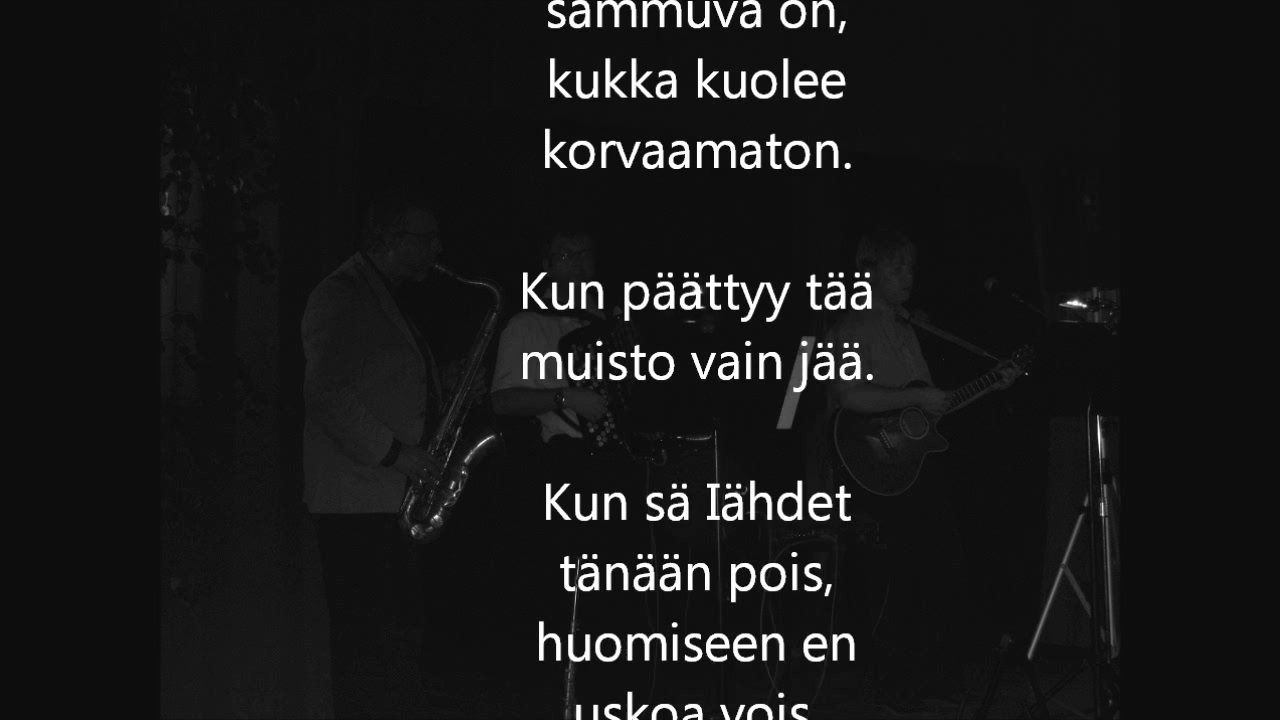 sammuva on,
kukka kuolee
korvaamaton.
Kun päättyy tää
muisto vain jää.
Kun sä Iähdet
tänään pois,
huomiseen en
uskoa vois